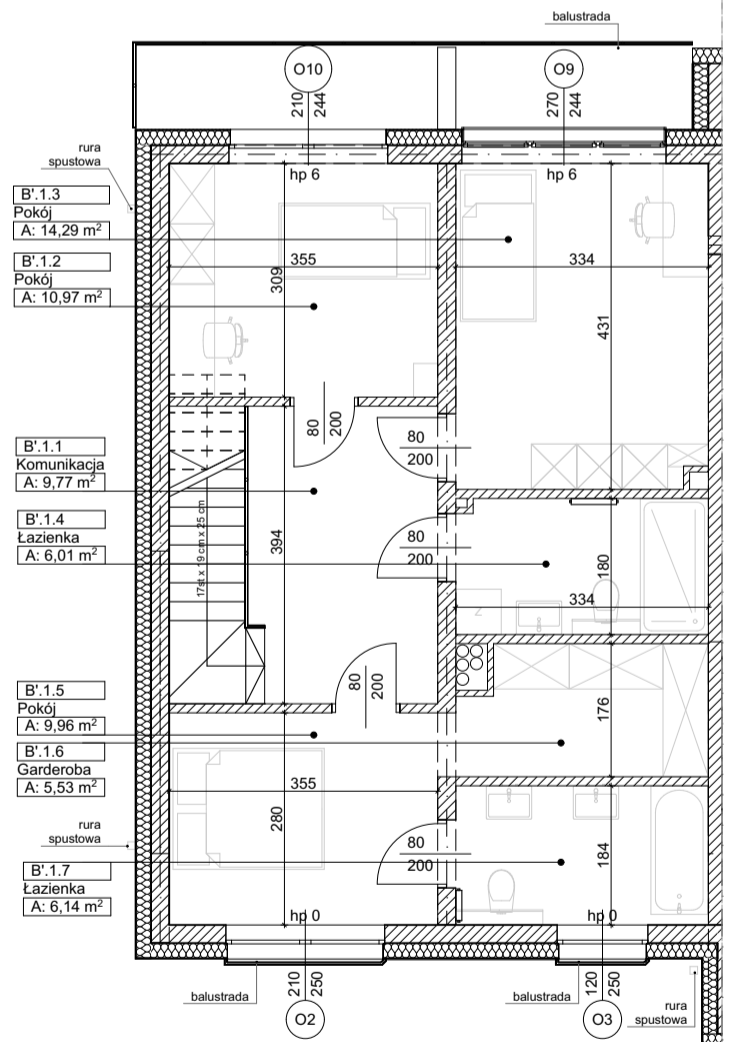 balustrada
O10
O9
210
244
270
244
rura
spustowa
hp 6
hp 6
B'.1.3
Pokój
A: 14,29 m²
B'.1.2
Pokój
A: 10,97 m²
355
334
309
431
80
200
80
200
B'.1.1
Komunikacja
A: 9,77 m²
B'.1.4
Łazienka
A: 6,01 m²
17st x 19 cm x 25 cm
394
80
200
180
334
Z
B'.1.5
Pokój
A: 9,96 m²
B'.1.6
Garderoba
A: 5,53 m²
80
200
176
355
280
rura
spustowa
80
200
184
B'.1.7
Łazienka
A: 6,14 m²
hp 0
hp 0
balustrada
210
250
balustrada
120
250
O2
O3
rura
spustowa